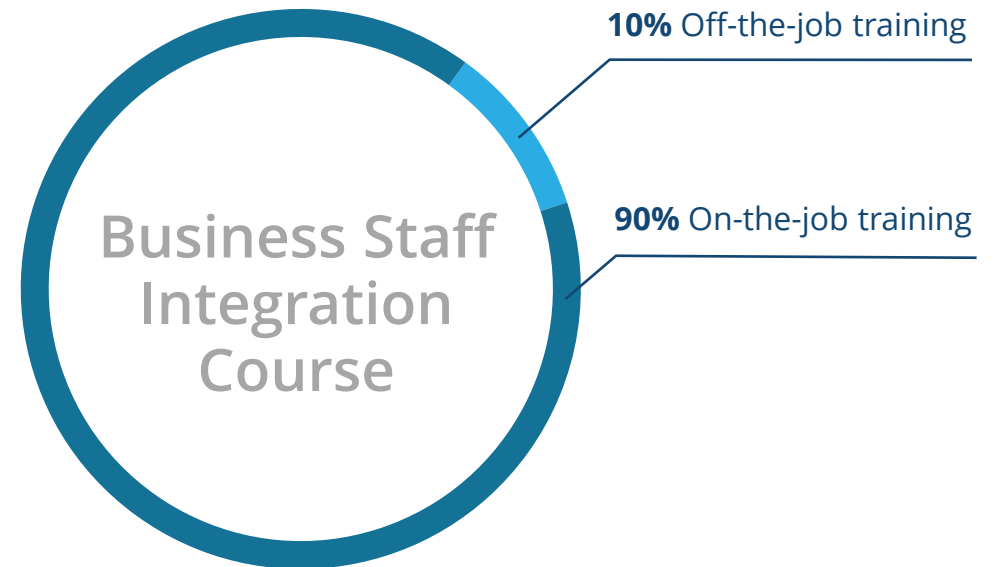 10% Off-the-job training
90% On-the-job training
Business Staff
Integration
Course